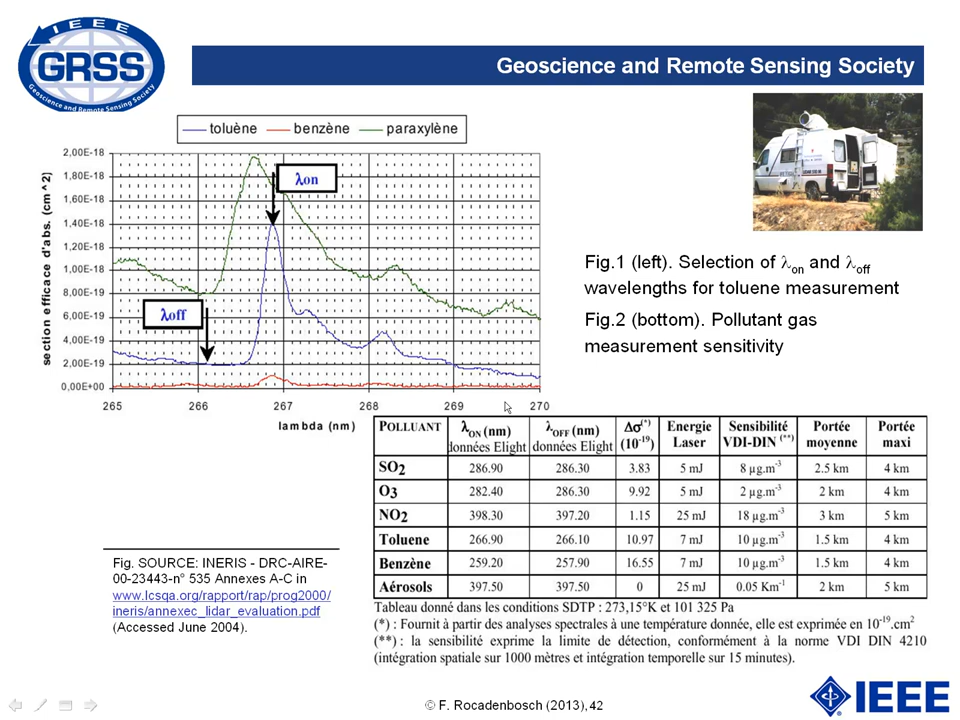 IEEE
GRSS
Geoscience and Remote Sensing Society
Geoscience and Remote Sensing Society
toluène benzène paraxylène
section efficace d'abs. (cm^2)
2,00E-18
1,80E-18
1,60E-18
1,40E-18
1,20E-18
1,00E-18
8,00E-19
6,00E-19
4,00E-19
2,00E-19
0,00E+00
λon
λoff
265 266 267 268 269 270
lambda (nm)
Fig.1 (left). Selection of λon and λoff
wavelengths for toluene measurement
Fig.2 (bottom). Pollutant gas
measurement sensitivity
POLLUANT λON (nm) données Elight λOFF (nm) données Elight Δσ(*) (10-19) Energie Laser Sensibilité VDI-DIN (**) Portée moyenne Portée maxi
SO2 286.90 286.30 3.83 5 mJ 8 µg.m-3 2.5 km 4 km
O3 282.40 286.30 9.92 5 mJ 2 µg.m-3 2 km 4 km
NO2 398.30 397.20 1.15 25 mJ 18 µg.m-3 3 km 5 km
Toluene 266.90 266.10 10.97 7 mJ 10 µg.m-3 1.5 km 4 km
Benzène 259.20 257.90 16.55 7 mJ 10 µg.m-3 1.5 km 4 km
Aérosols 397.50 397.50 0 25 mJ 0.05 Km-1 2 km 5 km
Tableau donné dans les conditions SDTP : 273,15°K et 101 325 Pa
(*) : Fournit à partir des analyses spectrales à une température donnée, elle est exprimée en 10-19.cm2
(**) : la sensibilité exprime la limite de détection, conformément à la norme VDI DIN 4210
(intégration spatiale sur 1000 mètres et intégration temporelle sur 15 minutes).
Fig. SOURCE: INERIS - DRC-AIRE-
00-23443-n° 535 Annexes A-C in
www.lcsqa.org/rapport/rap/prog2000/
ineris/annexec_lidar_evaluation.pdf
(Accessed June 2004).
© F. Rocadenbosch (2013), 42
IEEE